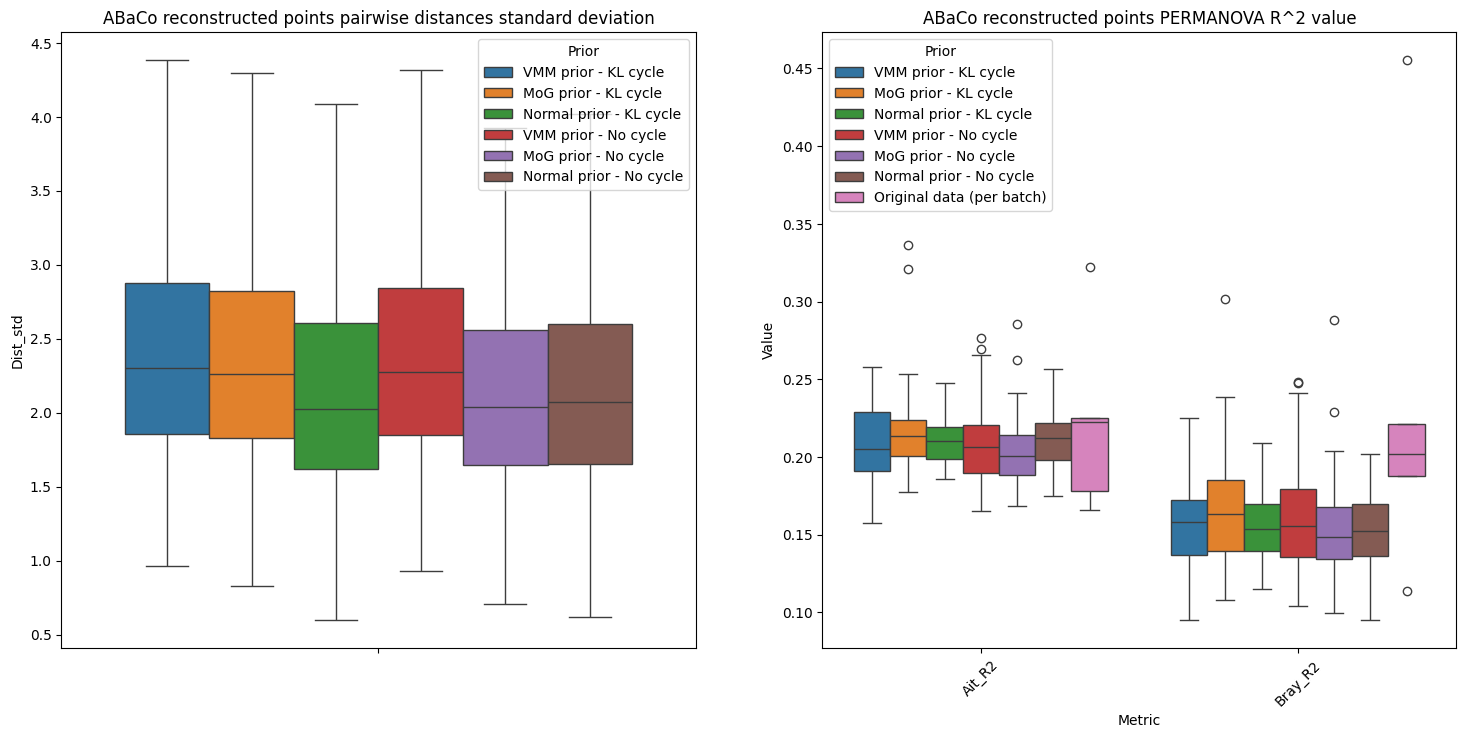 ABaCo reconstructed points pairwise distances standard deviation
Dist_std
4.5
4.0
3.5
3.0
2.5
2.0
1.5
1.0
0.5
Prior
VMM prior - KL cycle
MoG prior - KL cycle
Normal prior - KL cycle
VMM prior - No cycle
MoG prior - No cycle
Normal prior - No cycle
ABaCo reconstructed points PERMANOVA R^2 value
Value
0.45
0.40
0.35
0.30
0.25
0.20
0.15
0.10
Prior
VMM prior - KL cycle
MoG prior - KL cycle
Normal prior - KL cycle
VMM prior - No cycle
MoG prior - No cycle
Normal prior - No cycle
Original data (per batch)
Ait_R2
Bray_R2
Metric